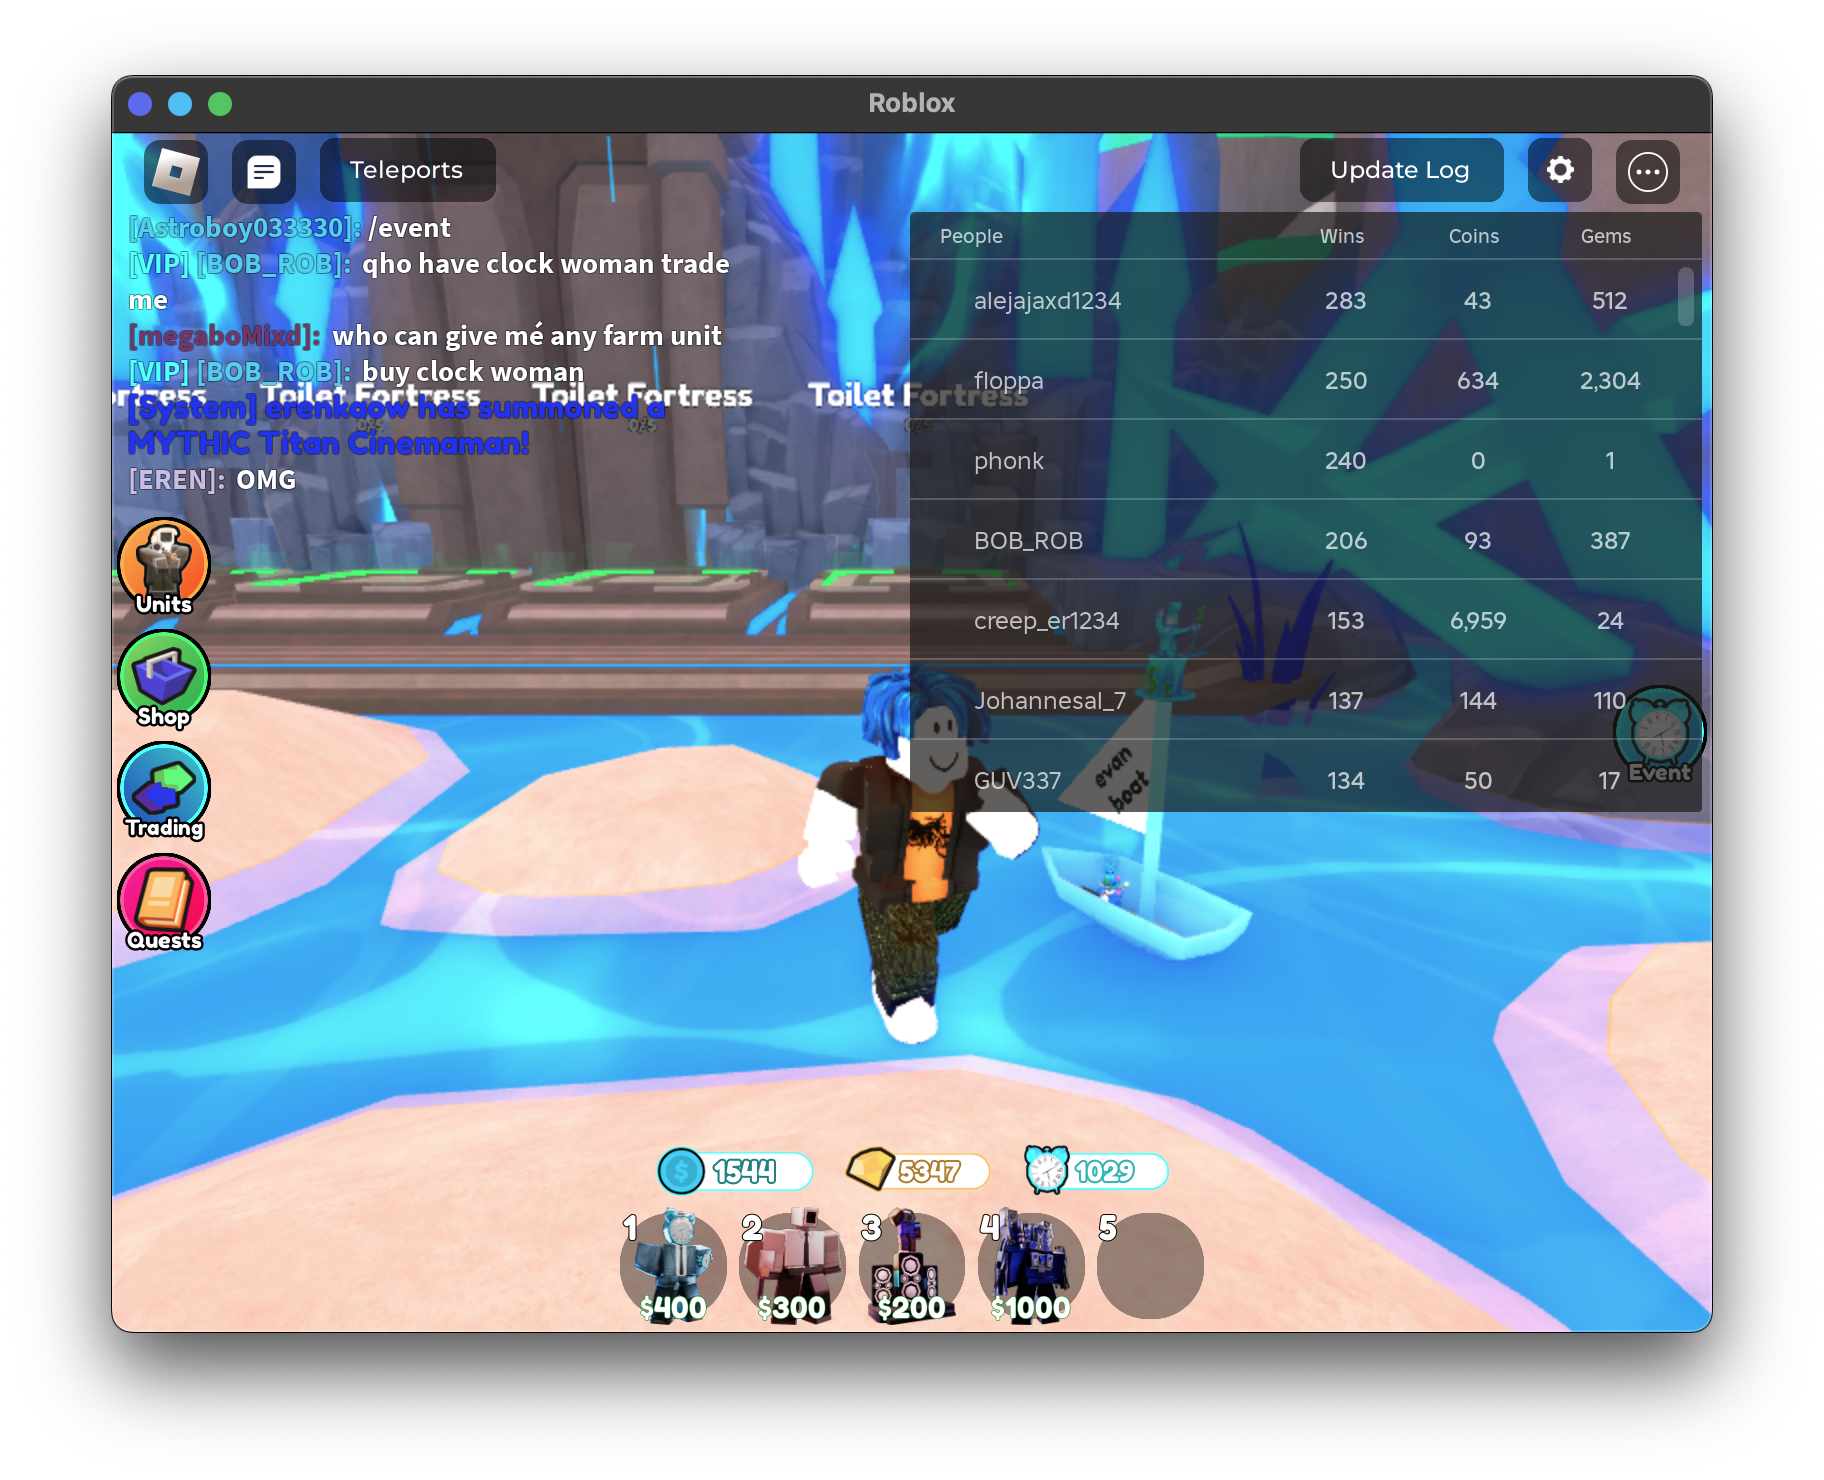 Roblox
Teleports
Update Log
[Astroboy033330]: /event
[VIP] [BOB_ROB]: qho have clock woman trade
me
[megaboMixd]: who can give mé any farm unit
[VIP] [BOB_ROB]: buy clock woman
[System] erenkaow has summoned a
MYTHIC Titan Cinemaman!
[EREN]: OMG
Toilet Fortress
Toilet Fortress
Toilet Fortress
0/5
0/5
People Wins Coins Gems
alejajaxd1234 283 43 512
floppa 250 634 2,304
phonk 240 0 1
BOB_ROB 206 93 387
creep_er1234 153 6,959 24
Johannesal_7 137 144 110
GUV337 134 50 17
Event
evan
boat
Units
Shop
Trading
Quests
1544
5347
1029
1 2 3 4 5
$400 $300 $200 $1000